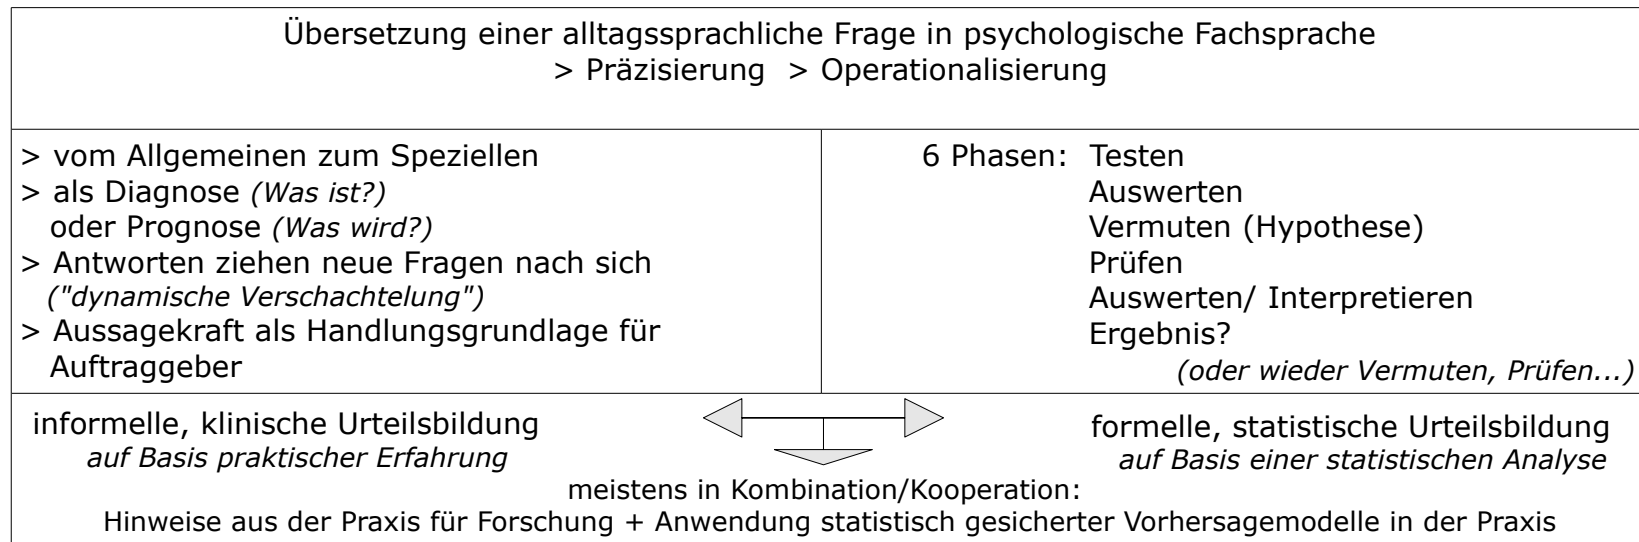 Übersetzung einer alltagssprachliche Frage in psychologische Fachsprache
> Präzisierung > Operationalisierung
> vom Allgemeinen zum Speziellen
> als Diagnose (Was ist?)
oder Prognose (Was wird?)
> Antworten ziehen neue Fragen nach sich
("dynamische Verschachtelung")
> Aussagekraft als Handlungsgrundlage für
Auftraggeber
6 Phasen: Testen
Auswerten
Vermuten (Hypothese)
Prüfen
Auswerten/ Interpretieren
Ergebnis?
(oder wieder Vermuten, Prüfen...)
informelle, klinische Urteilsbildung
auf Basis praktischer Erfahrung
formelle, statistische Urteilsbildung
auf Basis einer statistischen Analyse
meistens in Kombination/Kooperation:
Hinweise aus der Praxis für Forschung + Anwendung statistisch gesicherter Vorhersagemodelle in der Praxis